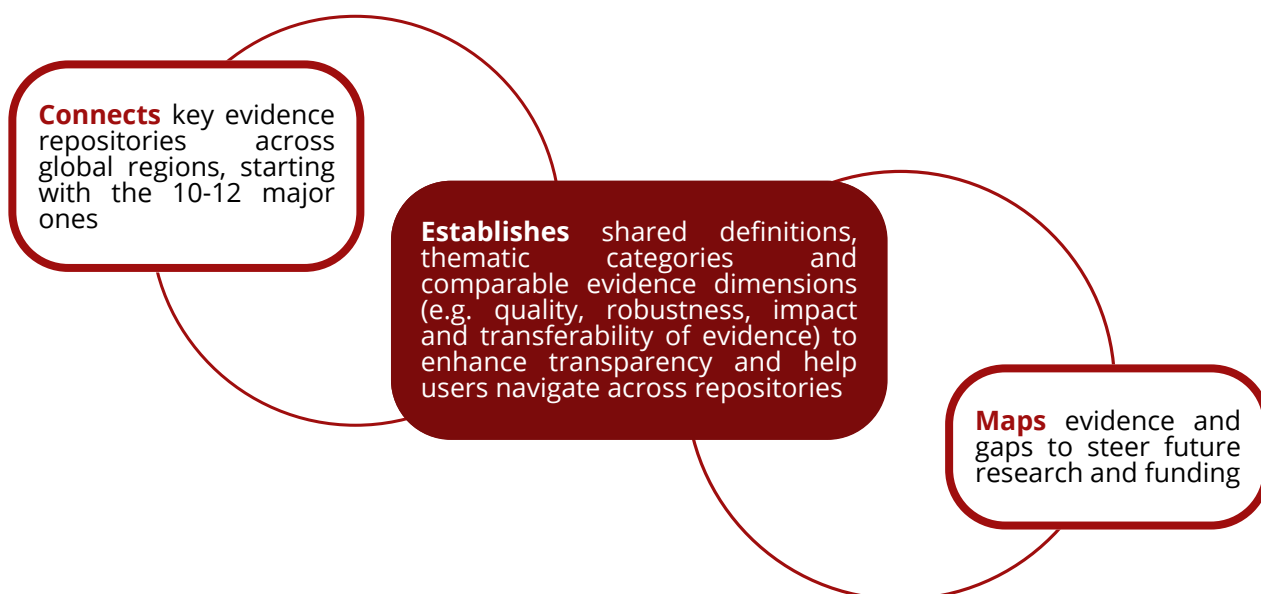 Connects key evidence
repositories across
global regions, starting
with the 10-12 major
ones
Establishes shared definitions,
thematic categories and
comparable evidence dimensions
(e.g. quality, robustness, impact
and transferability of evidence) to
enhance transparency and help
users navigate across repositories
Maps evidence and
gaps to steer future
research and funding